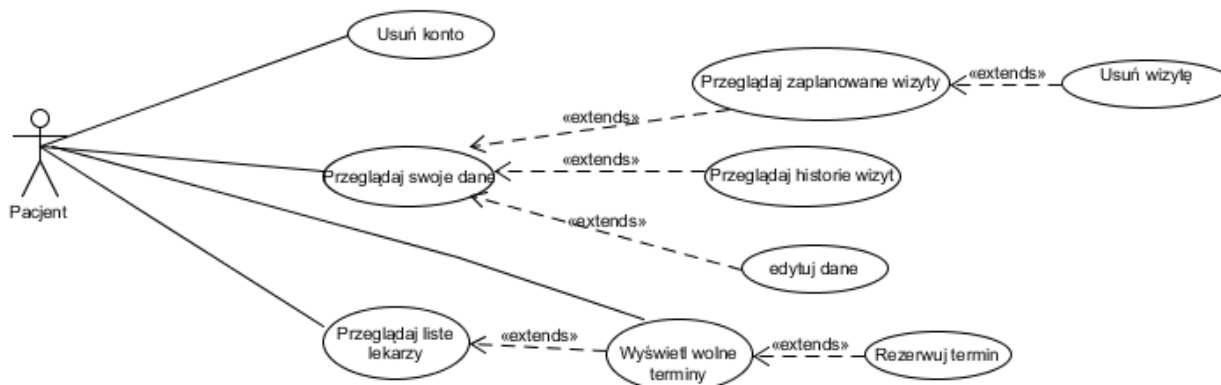 Usuń konto
Przeglądaj zaplanowane wizyty
«extends»
Usuń wizytę
«extends»
Pacjent
Przeglądaj swoje dane
«extends»
Przeglądaj historie wizyt
«extends»
edytuj dane
Przeglądaj liste
lekarzy
«extends»
Wyświetl wolne
terminy
«extends»
Rezerwuj termin